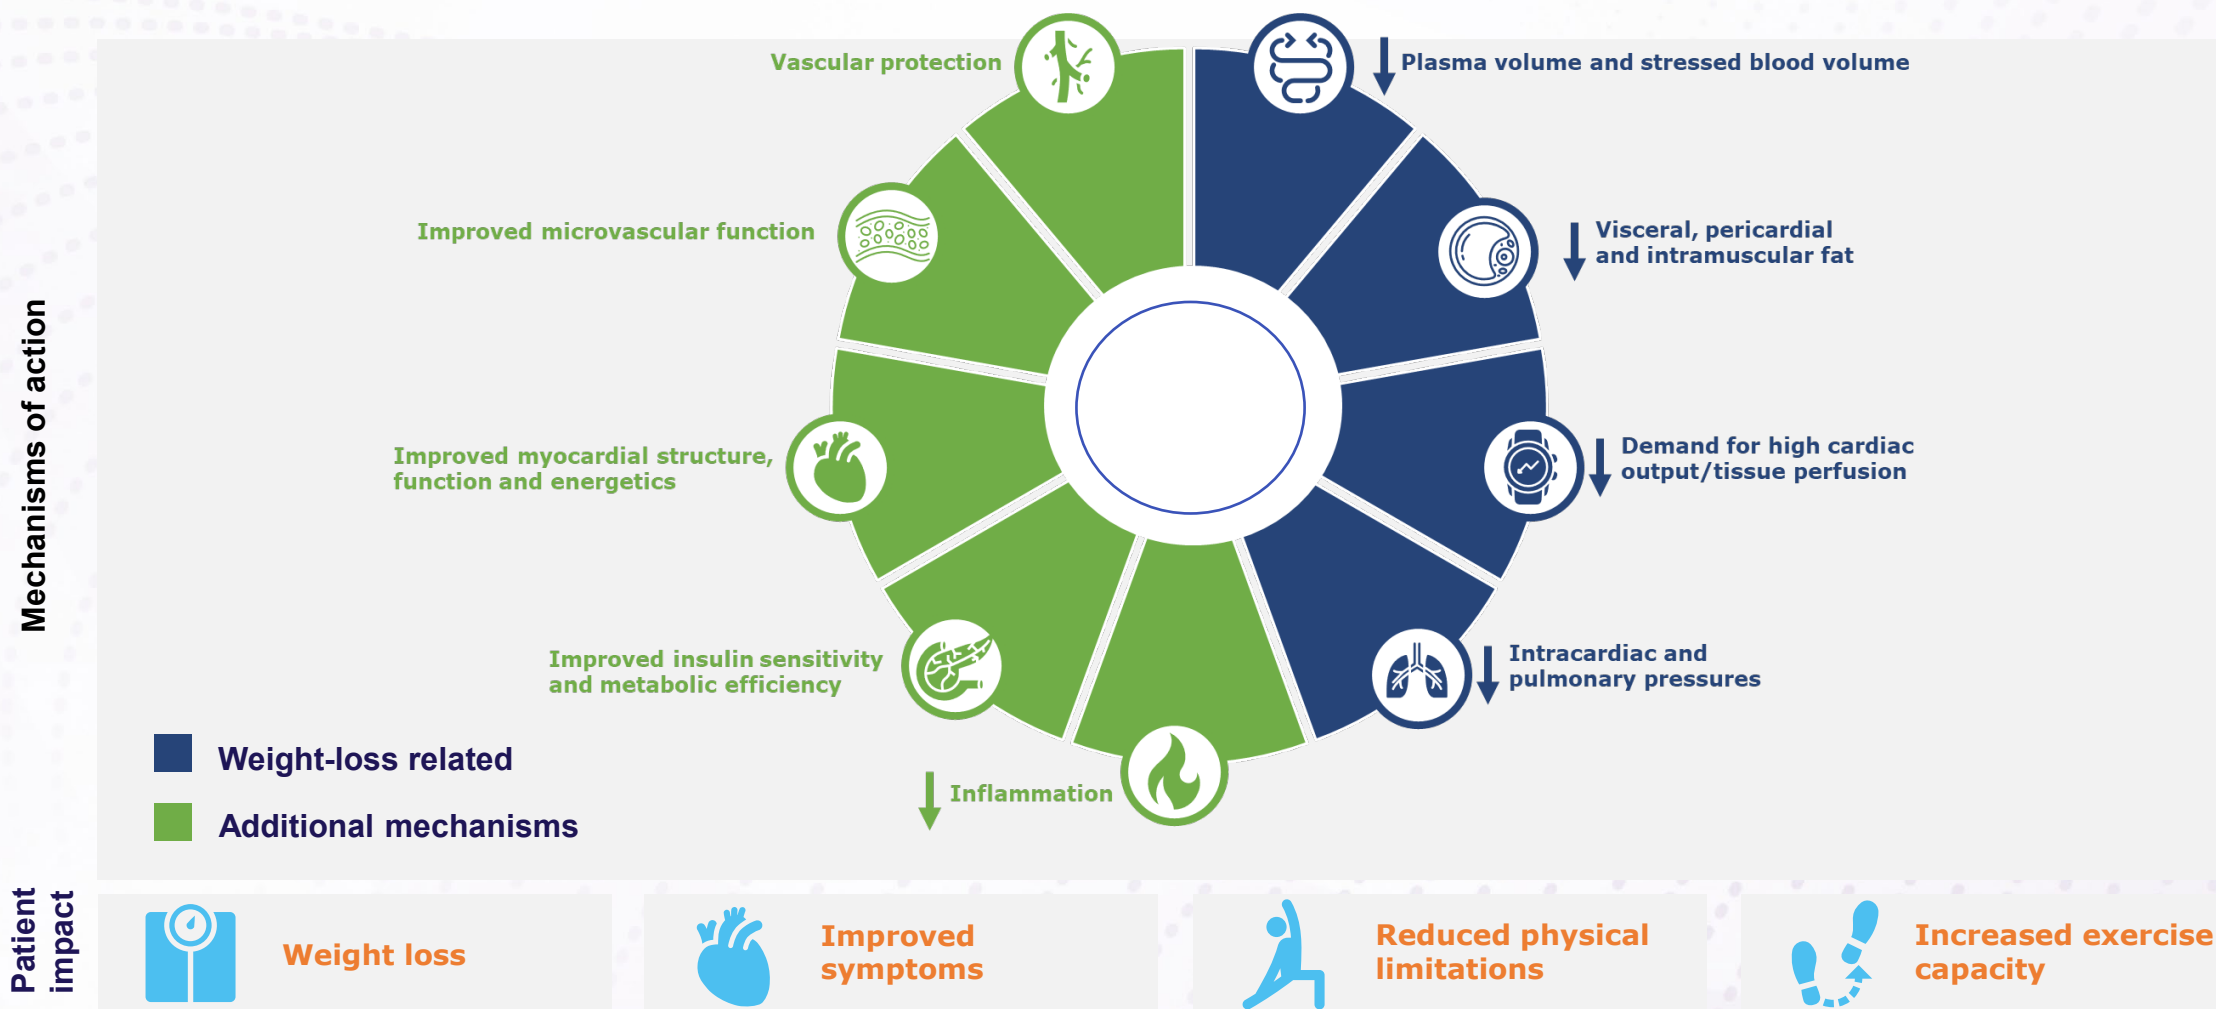 Mechanisms of action
Vascular protection
Plasma volume and stressed blood volume
Improved microvascular function
Visceral, pericardial
and intramuscular fat
Improved myocardial structure,
function and energetics
Demand for high cardiac
output/tissue perfusion
Improved insulin sensitivity
and metabolic efficiency
Intracardiac and
pulmonary pressures
Inflammation
Weight-loss related
Additional mechanisms
Patient
impact
Weight loss
Improved
symptoms
Reduced physical
limitations
Increased exercise
capacity